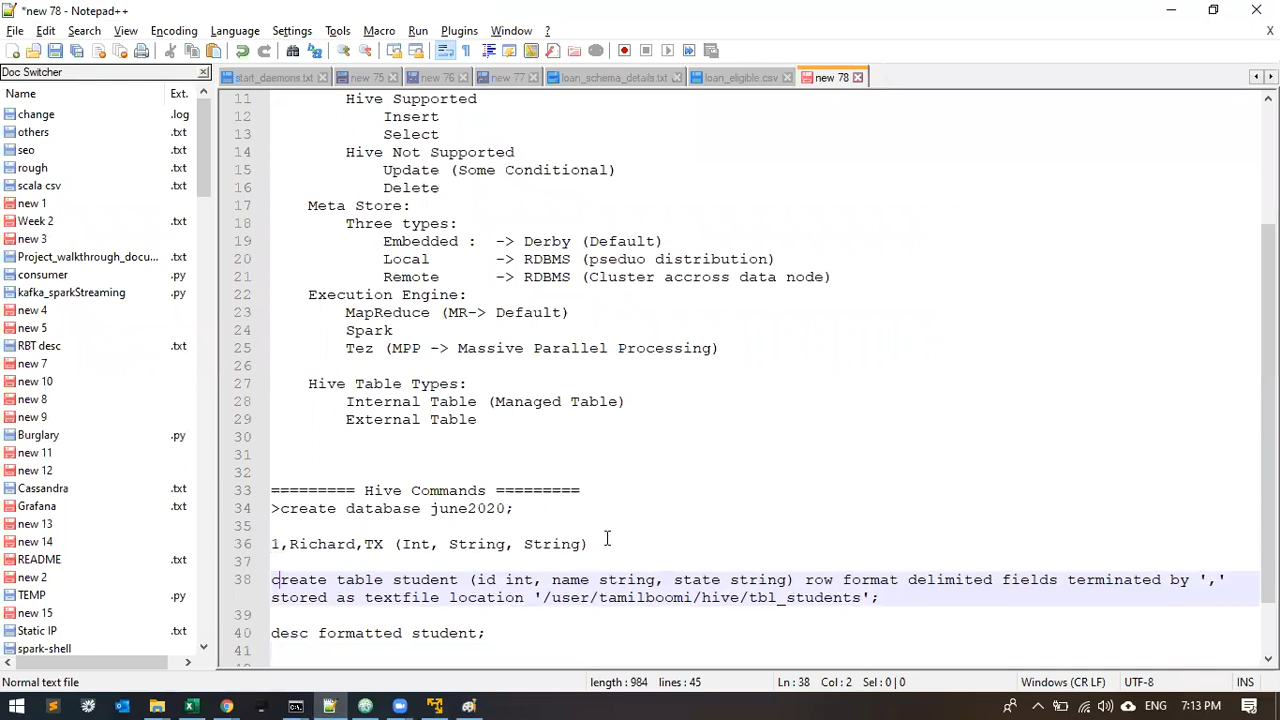 *new 78 - Notepad++
File Edit Search View Encoding Language Settings Tools Macro Run Plugins Window ?
Doc Switcher
start_daemons.txt new 75 new 76 new 77 loan_schema_details.txt loan_eligible.csv new 78
Name Ext.
change .log
others .txt
seo .txt
rough .txt
scala csv .txt
new 1
Week 2 .txt
new 3
Project_walkthrough_docu... .txt
consumer .py
kafka_sparkStreaming .py
new 4
new 5
RBT desc .txt
new 7
new 10
new 8
new 9
Burglary .py
new 11
new 12
Cassandra .txt
Grafana .txt
new 13
new 14
README .txt
new 2 .txt
TEMP .txt
new 15
Static IP .txt
spark-shell .txt
11 Hive Supported
12 Insert
13 Select
14 Hive Not Supported
15 Update (Some Conditional)
16 Delete
17 Meta Store:
18 Three types:
19 Embedded : -> Derby (Default)
20 Local -> RDBMS (pseduo distribution)
21 Remote -> RDBMS (Cluster accross data node)
22 Execution Engine:
23 MapReduce (MR-> Default)
24 Spark
25 Tez (MPP -> Massive Parallel Processing)
26
27 Hive Table Types:
28 Internal Table (Managed Table)
29 External Table
30
31
32
33 ========= Hive Commands =========
34 >create database june2020;
35
36 1,Richard,TX (Int, String, String)
37
38 create table student (id int, name string, state string) row format delimited fields terminated by ','
stored as textfile location '/user/tamilboomi/hive/tbl_students';
39
40 desc formatted student;
41
Normal text file length : 984 lines : 45 Ln : 38 Col : 2 Sel : 0 | 0 Windows (CR LF) UTF-8 INS
ENG 7:13 PM